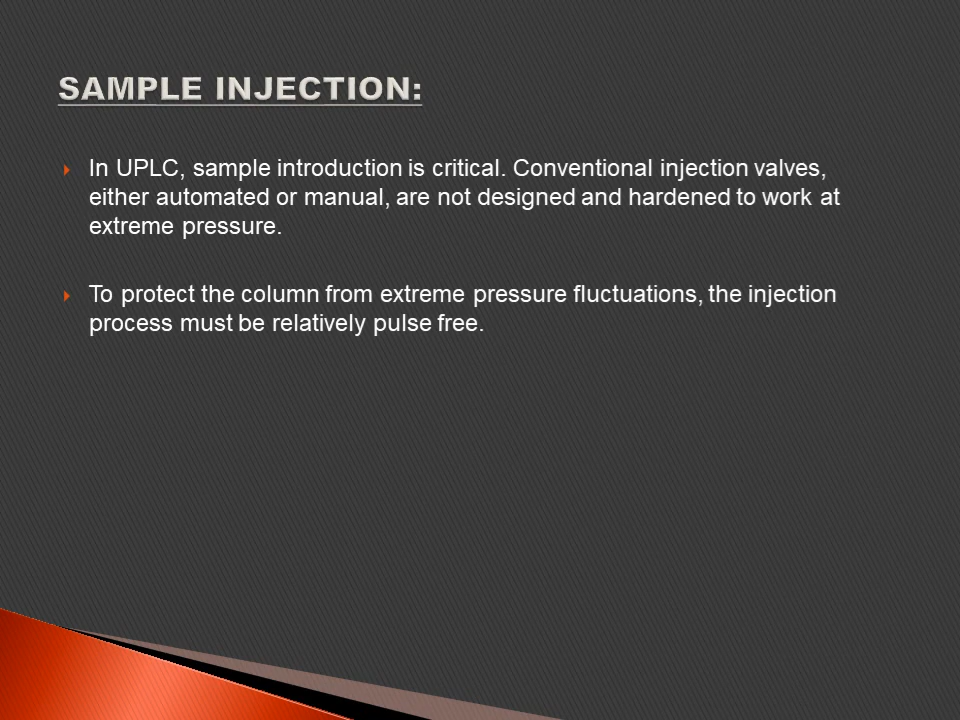 SAMPLE INJECTION:
In UPLC, sample introduction is critical. Conventional injection valves,
either automated or manual, are not designed and hardened to work at
extreme pressure.
To protect the column from extreme pressure fluctuations, the injection
process must be relatively pulse free.